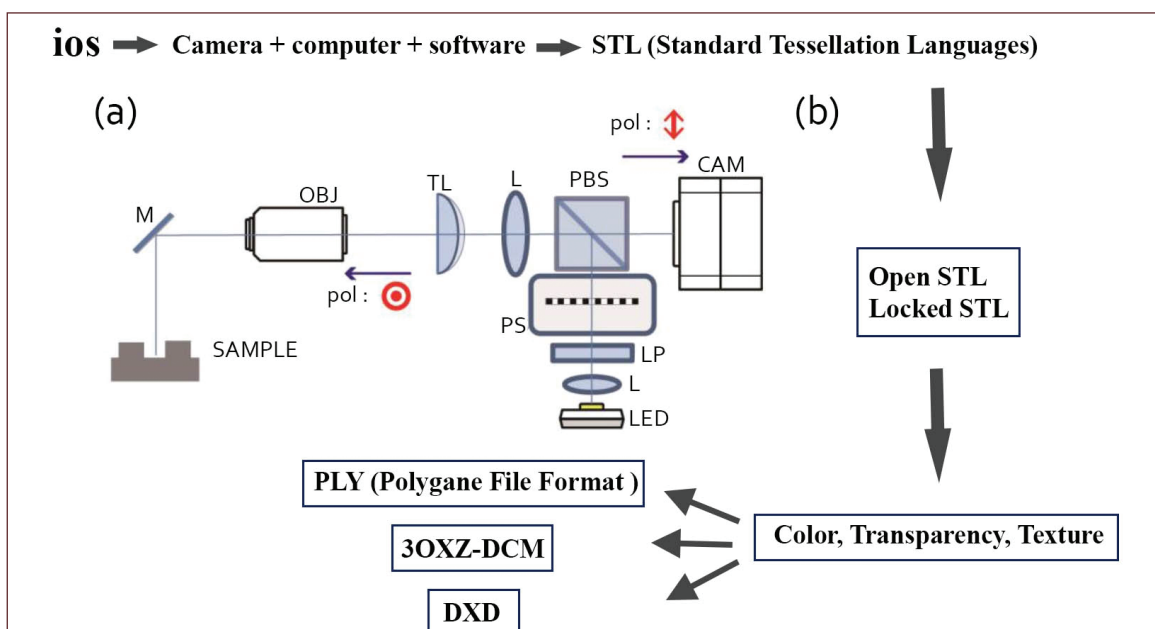 ios Camera + computer + software STL (Standard Tessellation Languages)
(a)
(b)
pol :
CAM
PBS
L
TL
OBJ
M
pol :
Open STL
Locked STL
PS
SAMPLE
LP
L
LED
PLY (Polygane File Format )
Color, Transparency, Texture
3OXZ-DCM
DXD